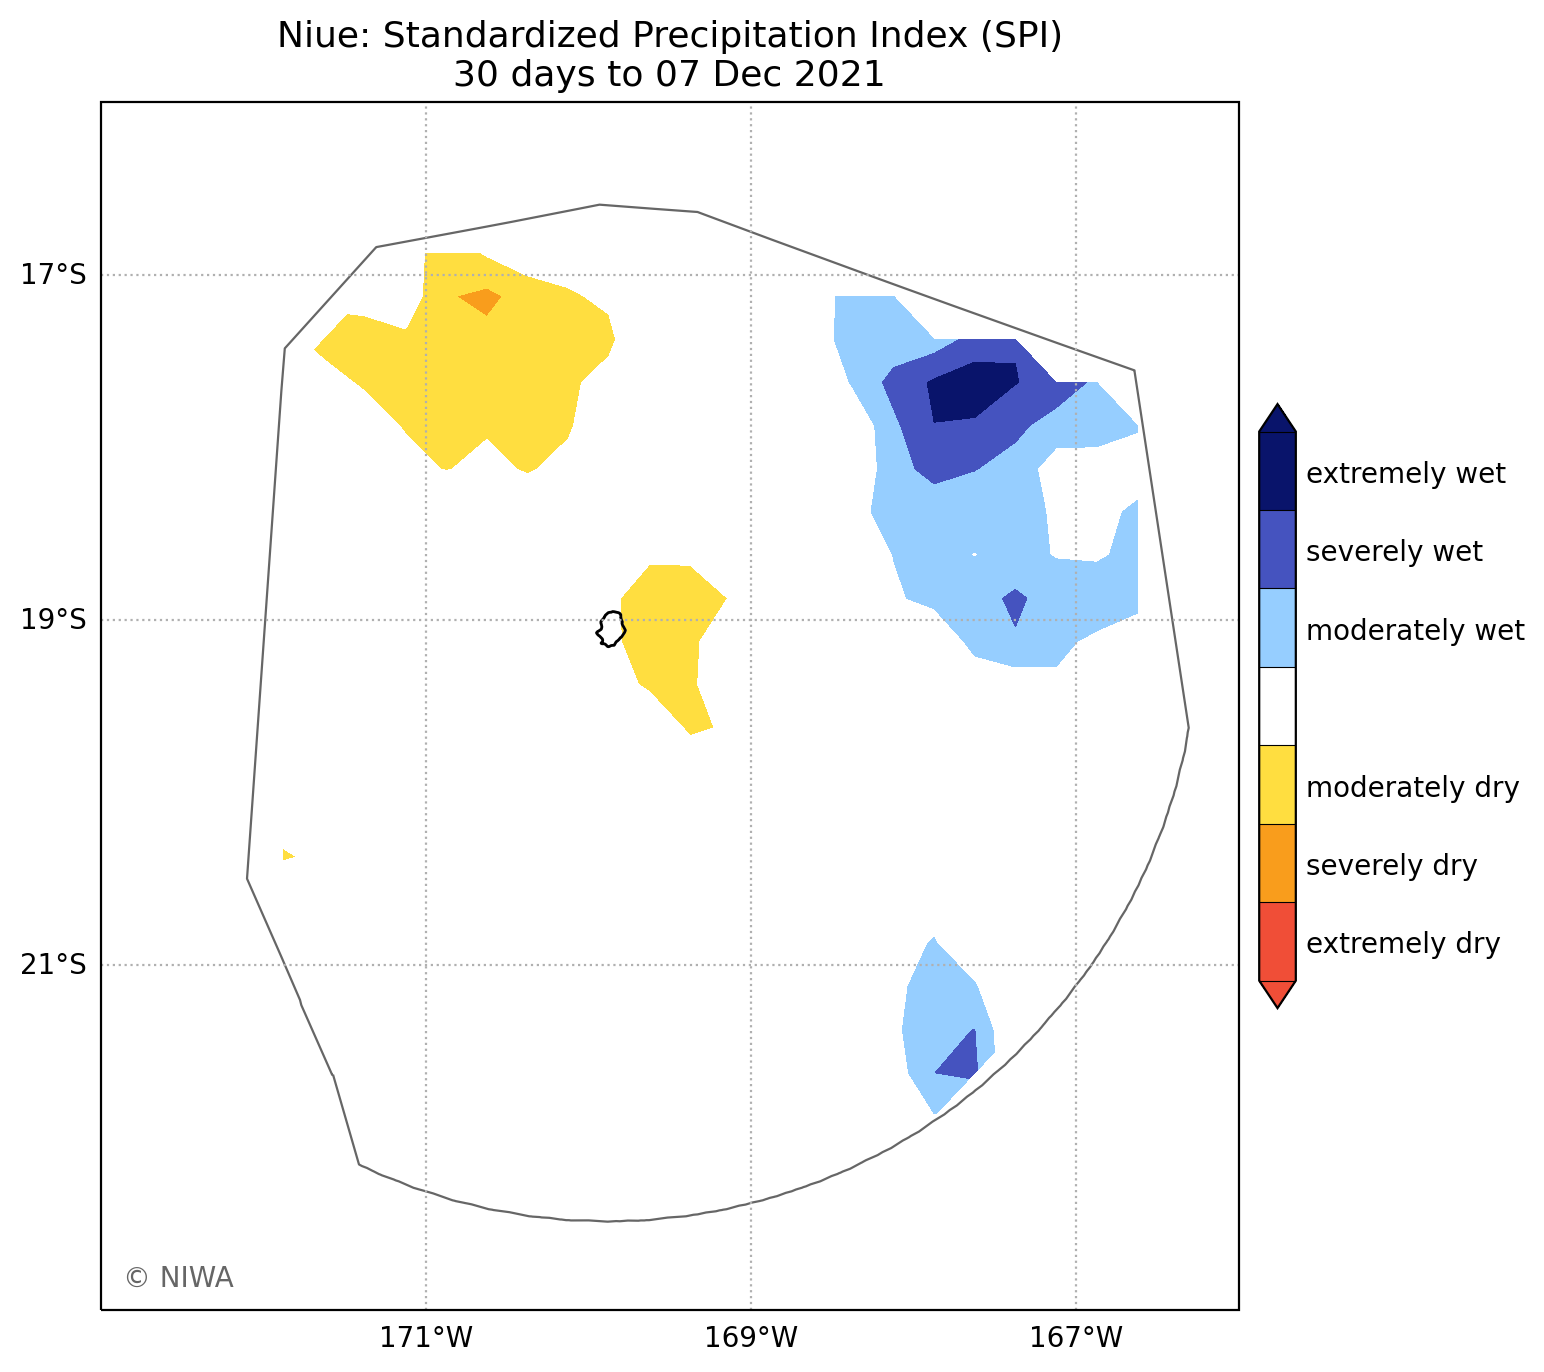 Niue: Standardized Precipitation Index (SPI)
30 days to 07 Dec 2021
17°S
19°S
21°S
171°W
169°W
167°W
extremely wet
severely wet
moderately wet
moderately dry
severely dry
extremely dry
© NIWA